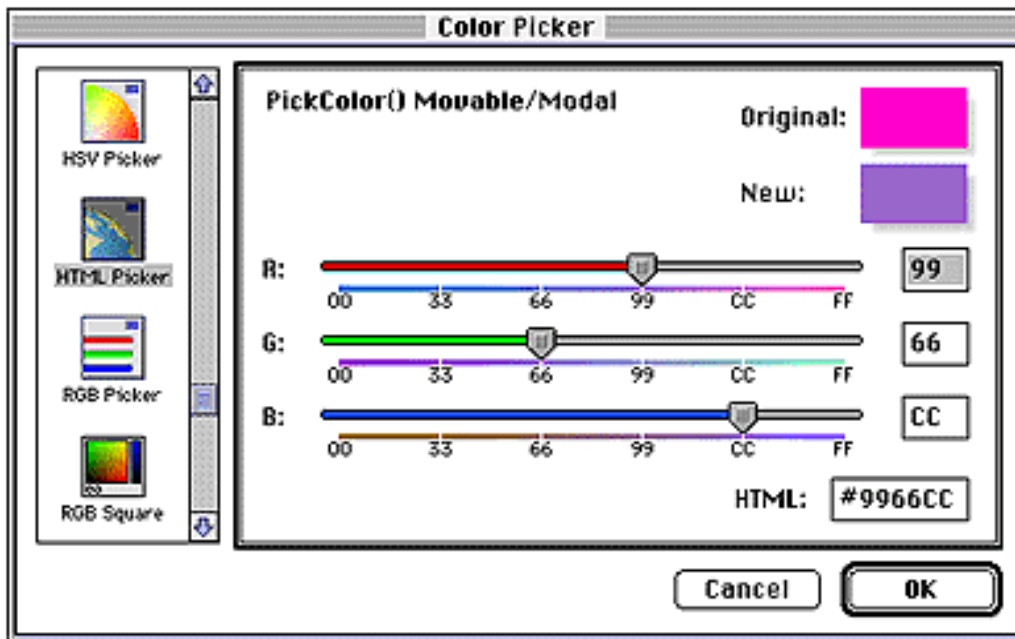 Color Picker
HSV Picker
HTML Picker
RGB Picker
RGB Square
PickColor() Movable/Modal
Original:
New:
R:
00 33 66 99 CC FF
99
G:
00 33 66 99 CC FF
66
B:
00 33 66 99 CC FF
CC
HTML: #9966CC
Cancel OK